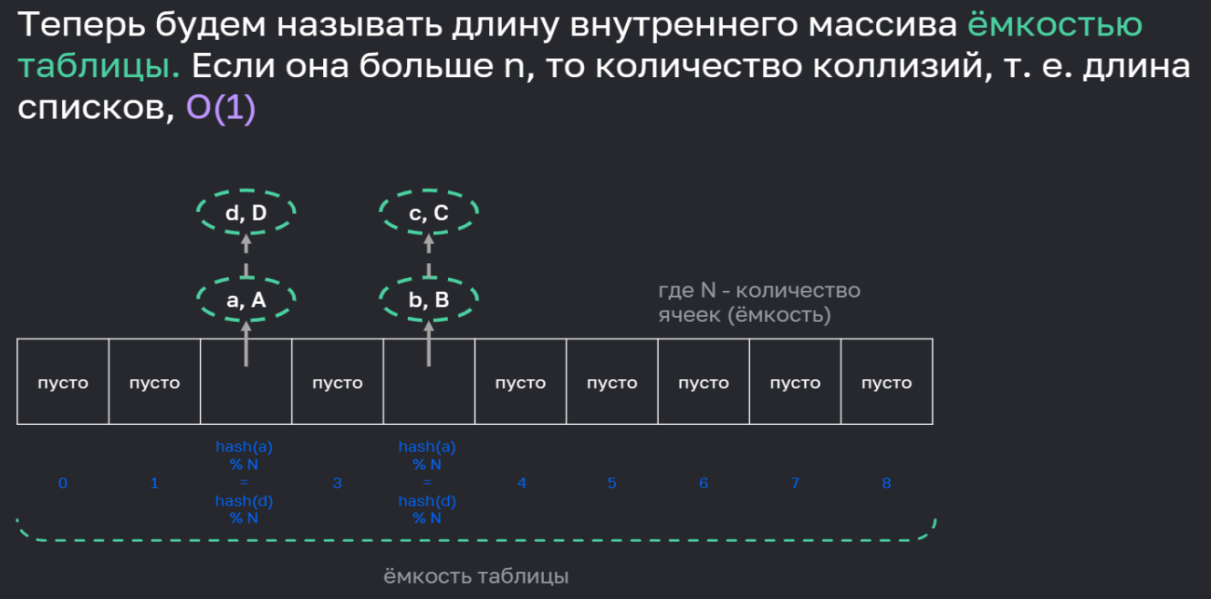 Теперь будем называть длину внутреннего массива ёмкостью
таблицы. Если она больше n, то количество коллизий, т. е. длина
списков, O(1)
d, D
c, C
a, A
b, B
где N - количество
ячеек (ёмкость)
пусто
пусто
пусто
пусто
пусто
пусто
пусто
пусто
0
1
hash(a)
% N
=
hash(d)
% N
3
hash(a)
% N
=
hash(d)
% N
4
5
6
7
8
ёмкость таблицы